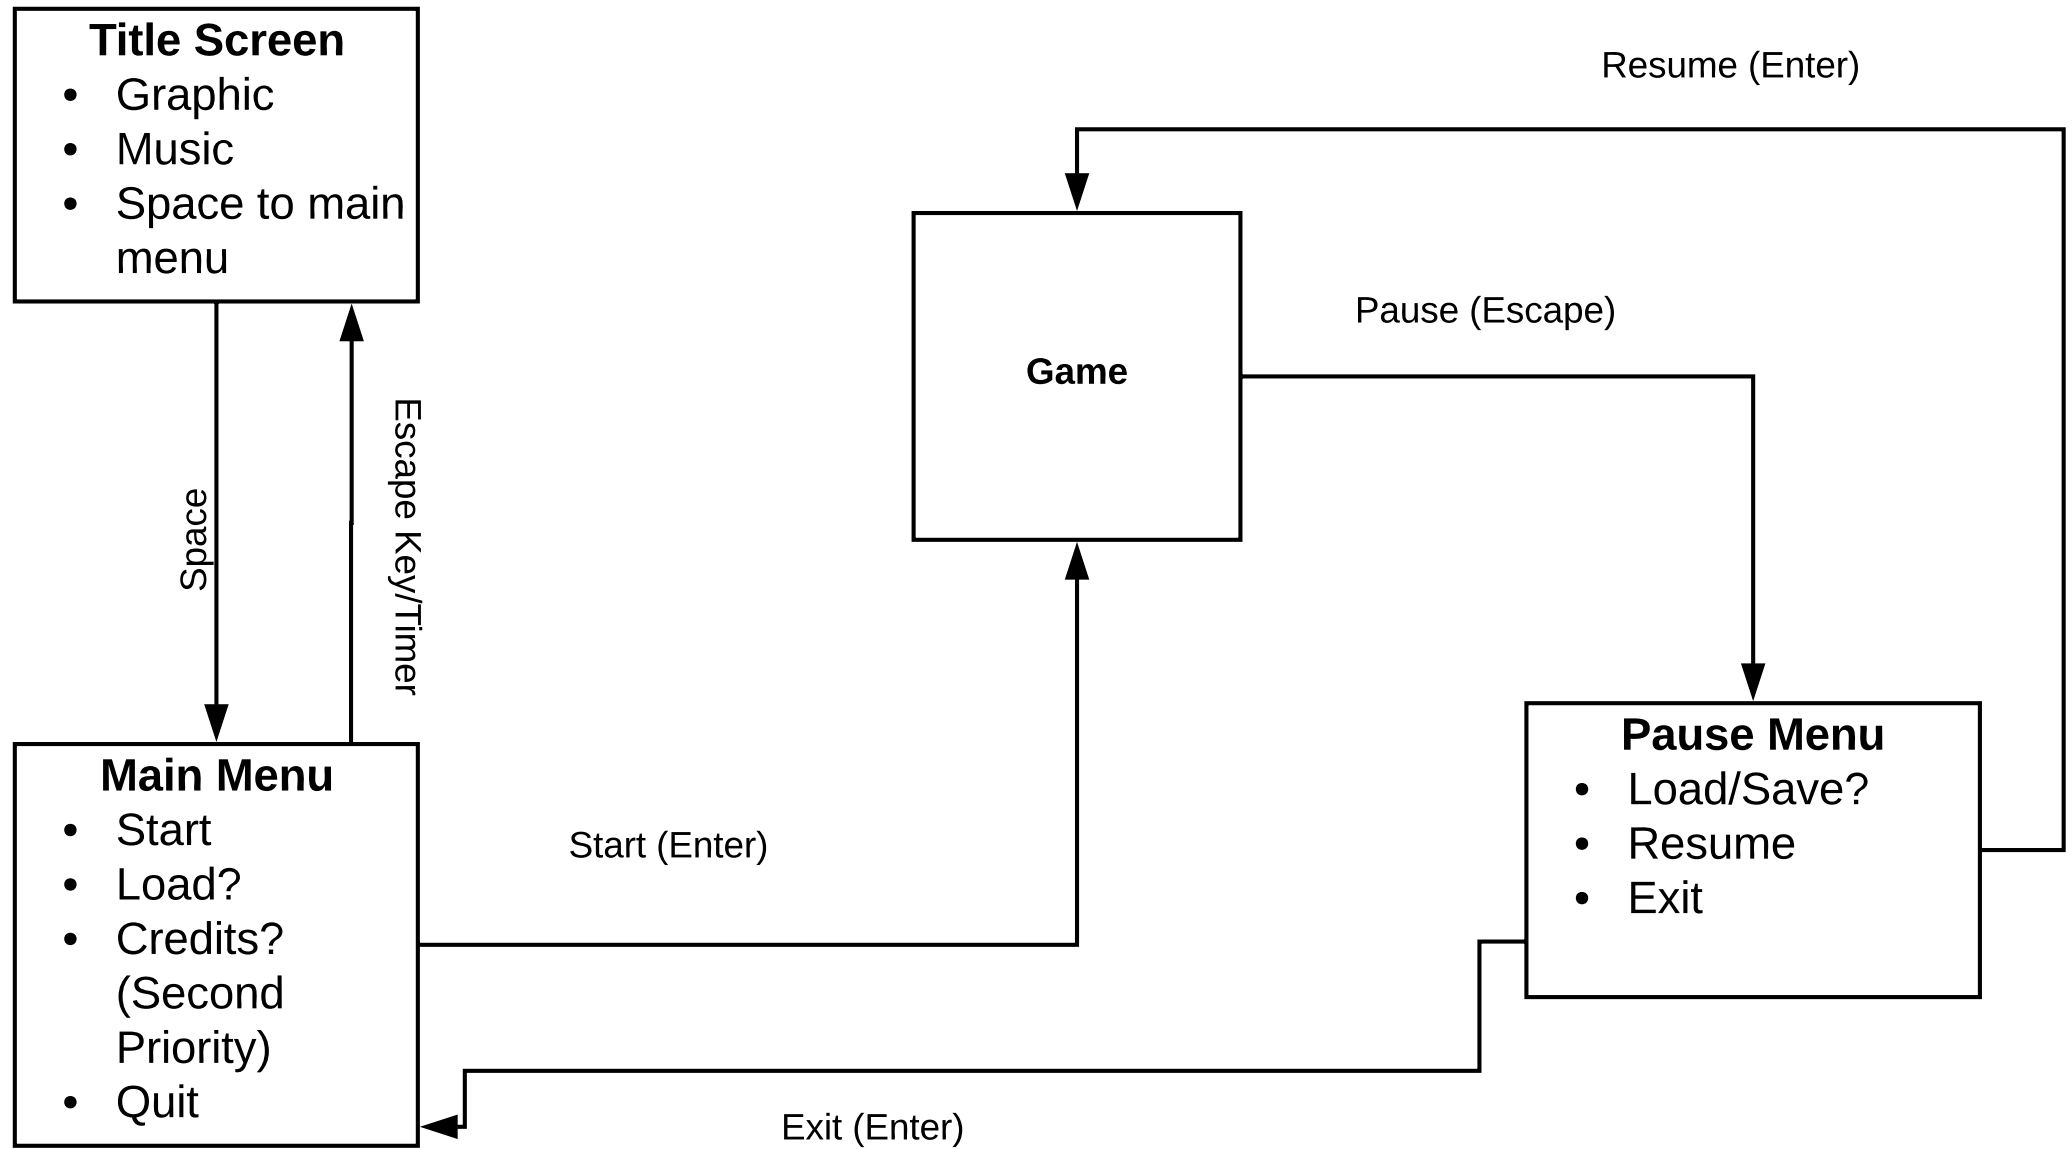 Title Screen
• Graphic
• Music
• Space to main
menu
Resume (Enter)
Game
Pause (Escape)
Space
Escape Key/Timer
Main Menu
• Start
• Load?
• Credits?
(Second
Priority)
• Quit
Start (Enter)
Pause Menu
• Load/Save?
• Resume
• Exit
Exit (Enter)